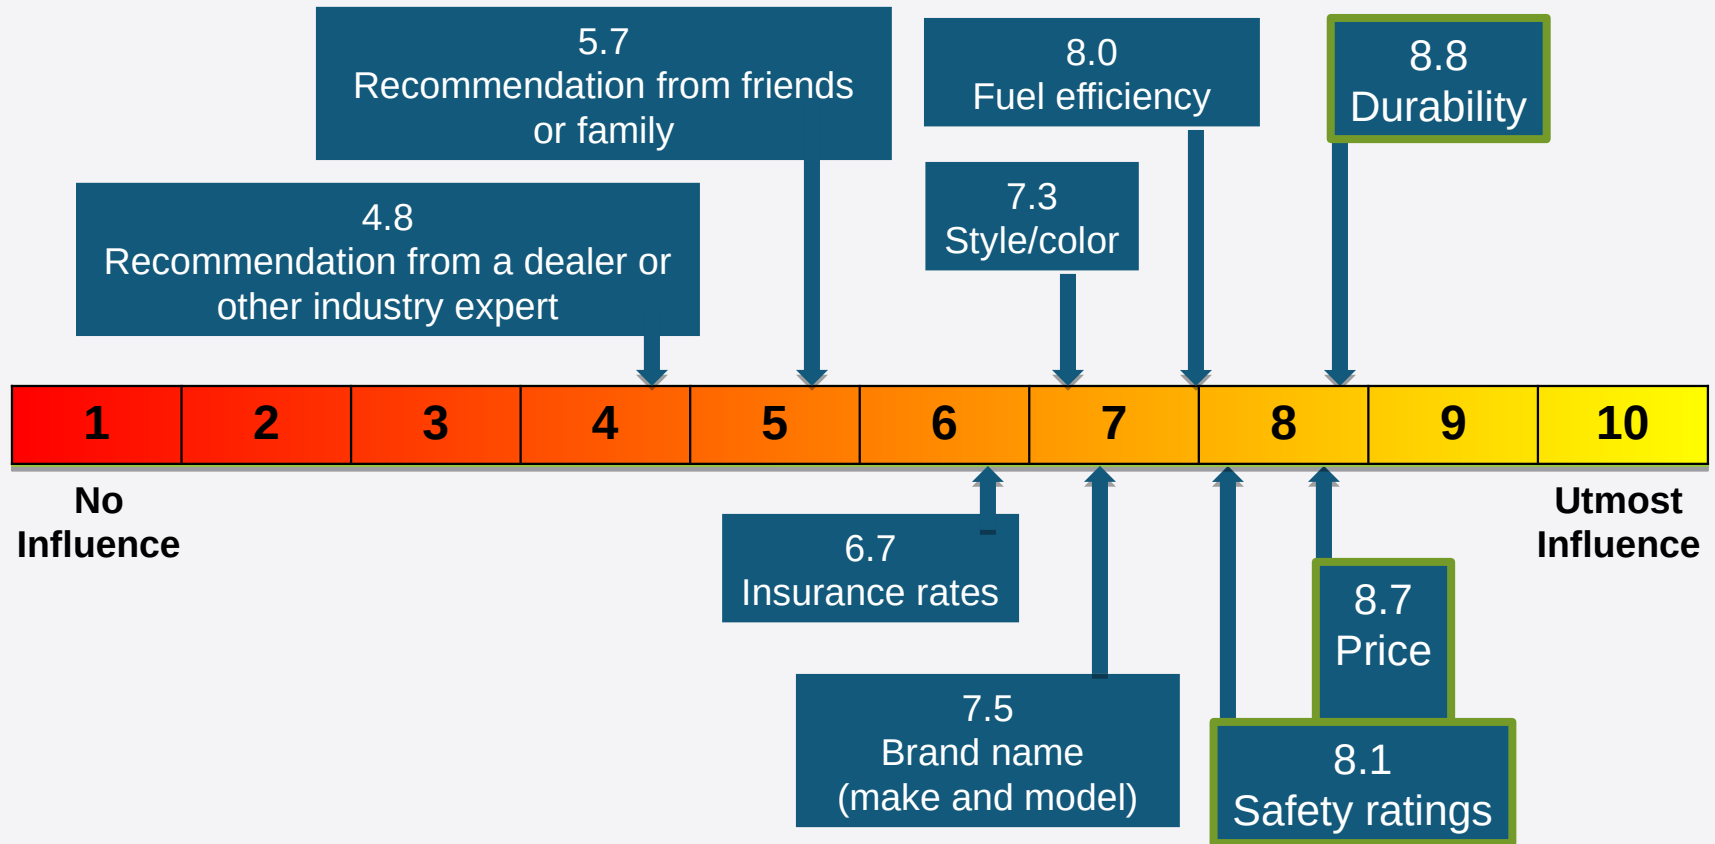 5.7
Recommendation from friends
or family
8.0
Fuel efficiency
8.8
Durability
4.8
Recommendation from a dealer or
other industry expert
7.3
Style/color
1 2 3 4 5 6 7 8 9 10
No
Influence
Utmost
Influence
6.7
Insurance rates
8.7
Price
7.5
Brand name
(make and model)
8.1
Safety ratings